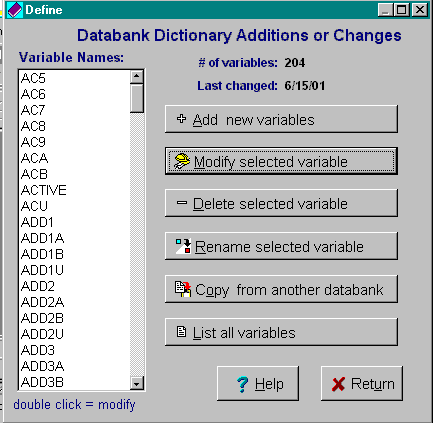 Define
Databank Dictionary Additions or Changes
Variable Names:
# of variables: 204
Last changed: 6/15/01
AC5
AC6
AC7
AC8
AC9
ACA
ACB
ACTIVE
ACU
ADD1
ADD1A
ADD1B
ADD1U
ADD2
ADD2A
ADD2B
ADD2U
ADD3
ADD3A
ADD3B
Add new variables
Modify selected variable
Delete selected variable
Rename selected variable
Copy from another databank
List all variables
? Help
Return
double click = modify